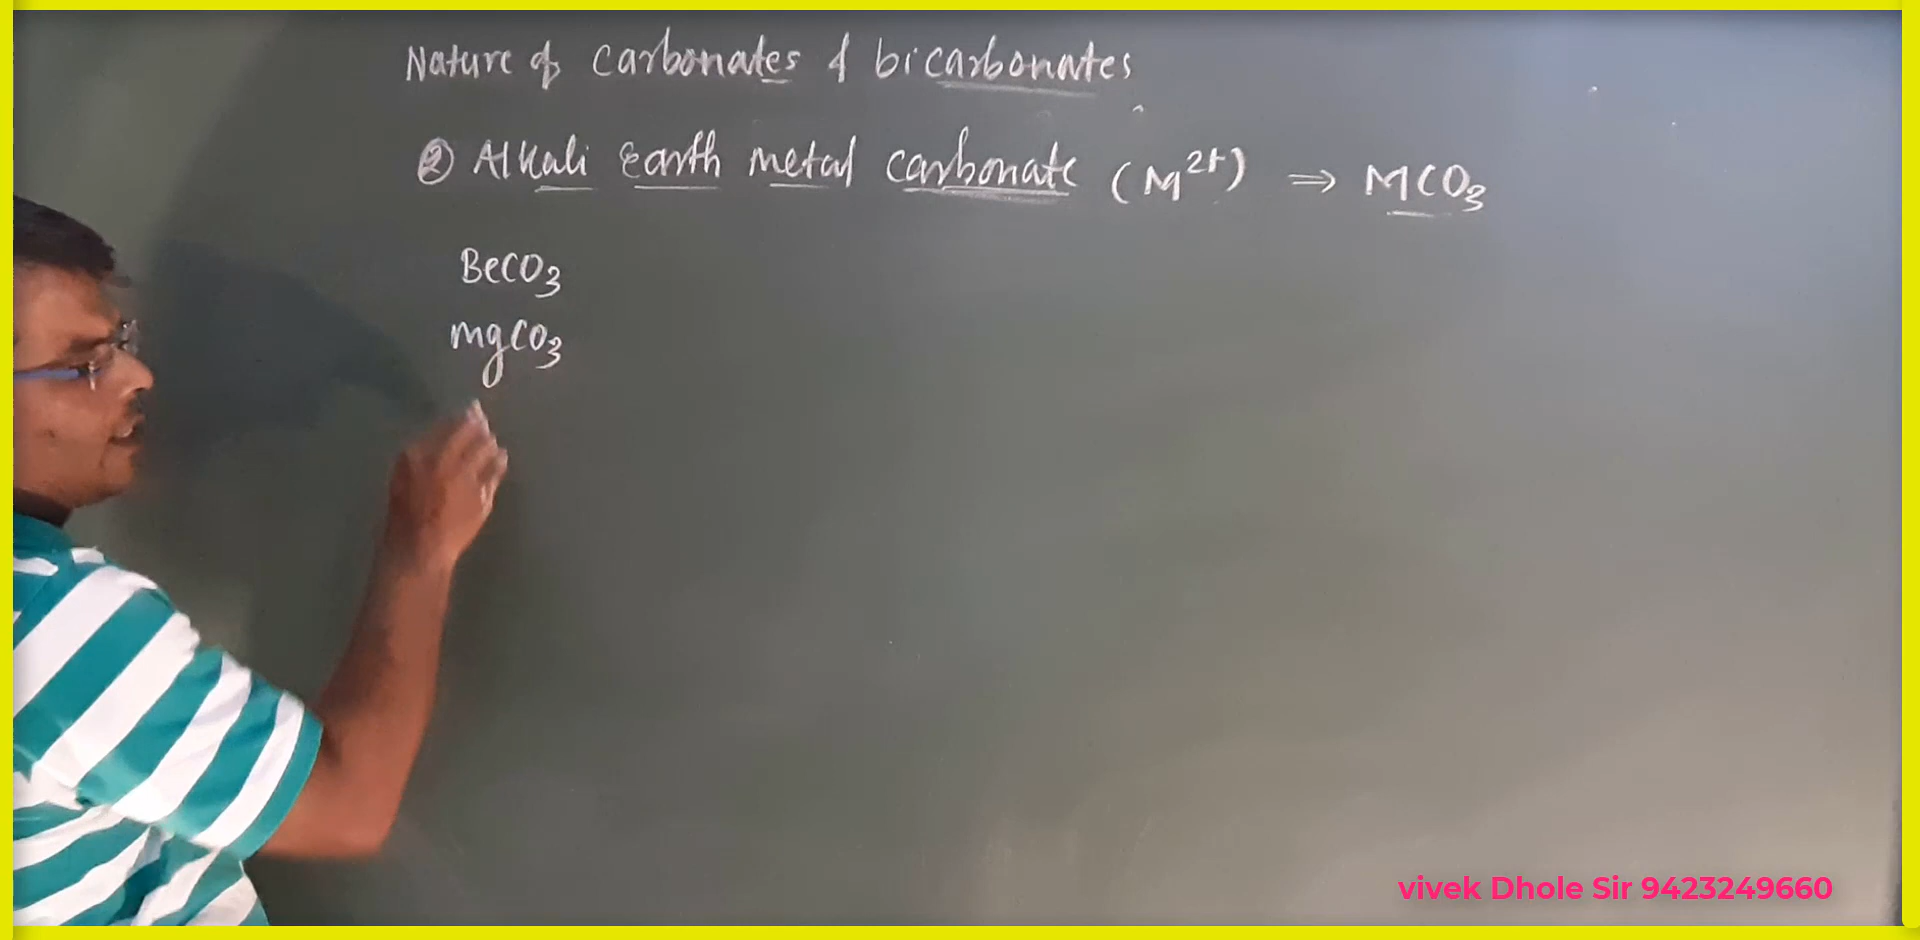 Nature of carbonates & bicarbonates
② Alkali Earth metal carbonate (M²⁺) ⇒ MCO₃
BeCO₃
MgCO₃
vivek Dhole Sir 9423249660